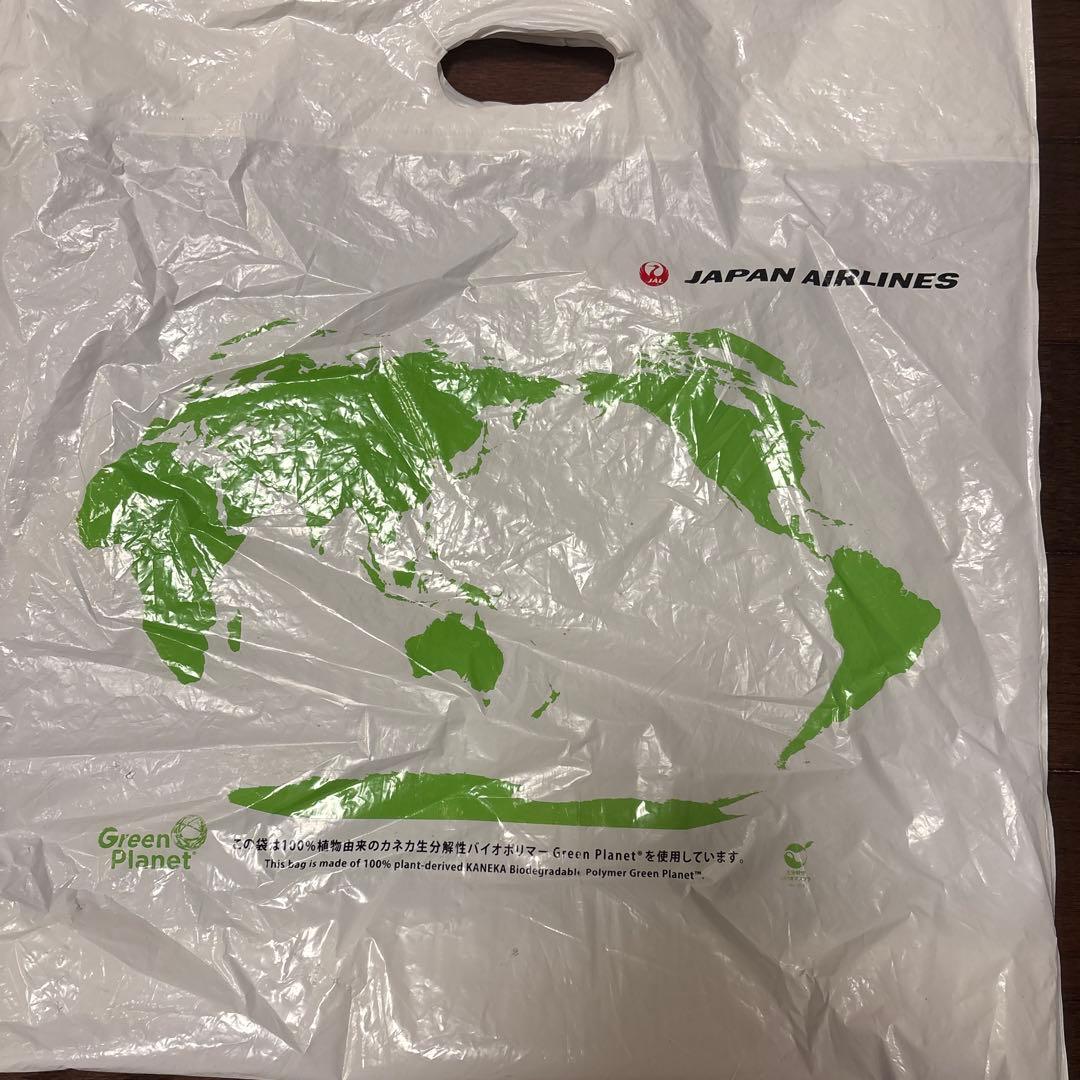 JAL
JAPAN AIRLINES
Green
Planet
この袋は100%植物由来のカネカ生分解性バイオポリマー Green Planet®を使用しています。
This bag is made of 100% plant-derived KANEKA Biodegradable Polymer Green Planet™.